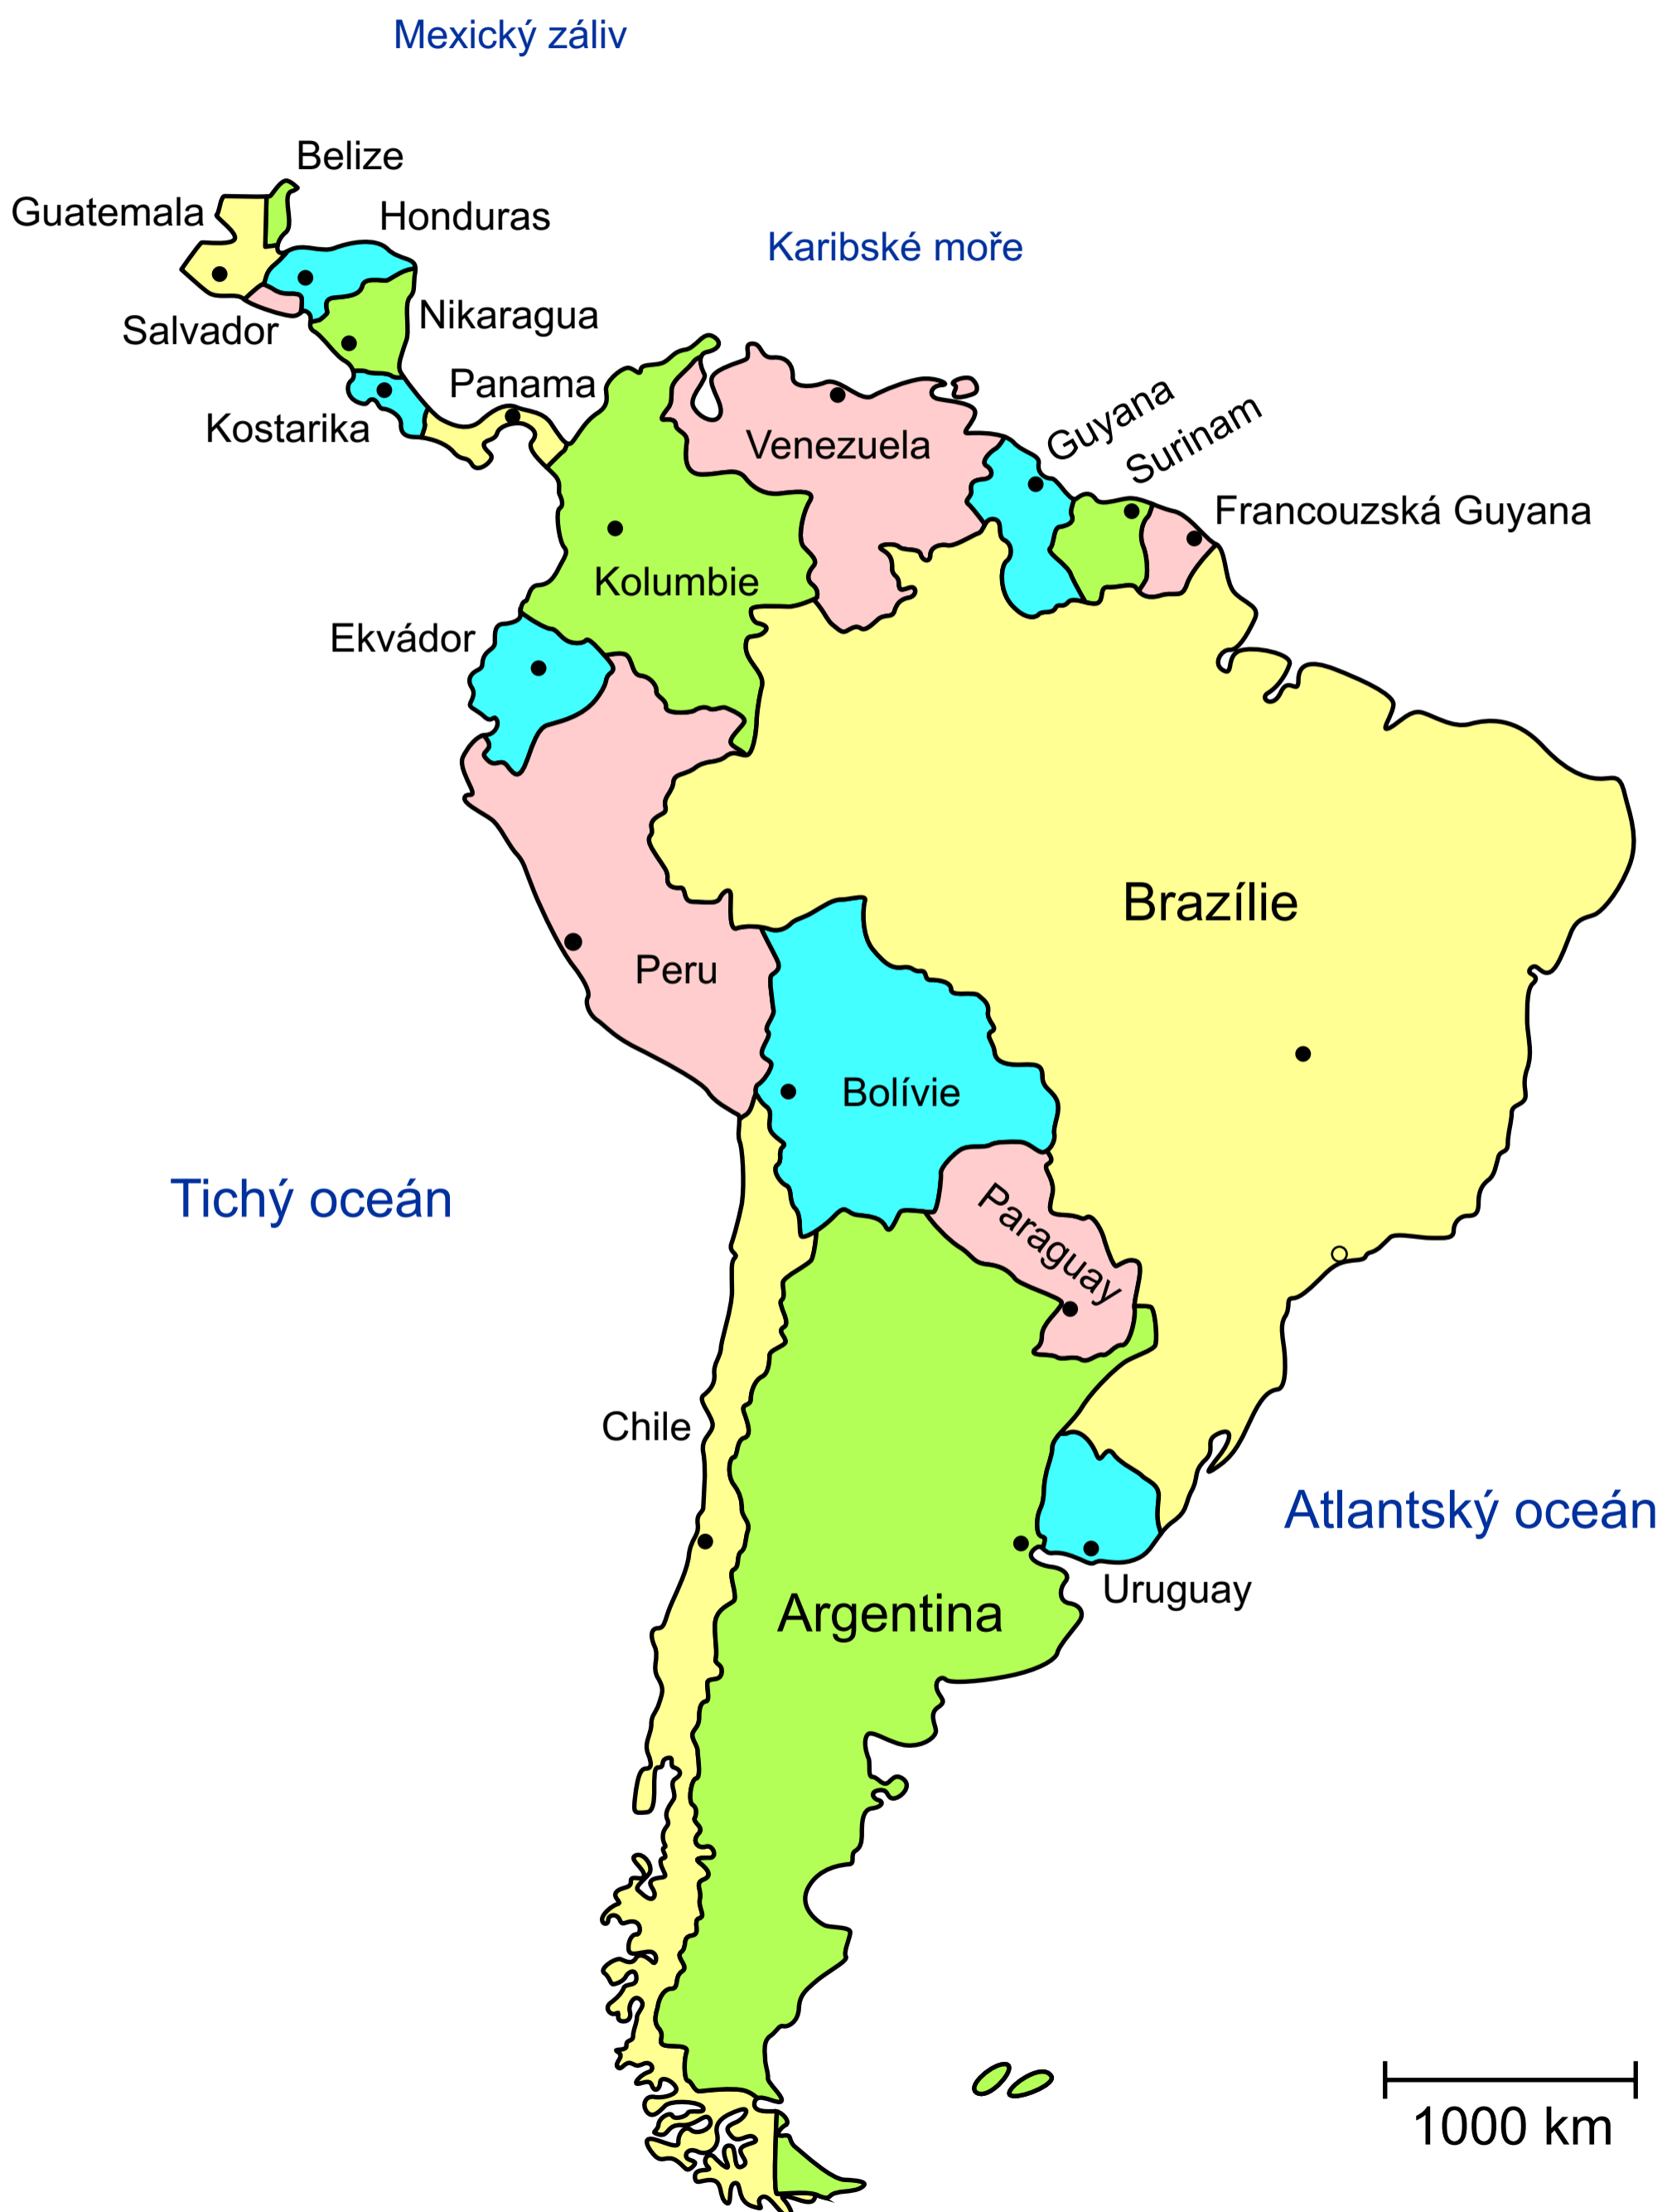 Mexický záliv
Belize
Guatemala
Honduras
Karibské moře
Nikaragua
Salvador
Panama
Kostarika
Guyana
Surinam
Venezuela
Francouzská Guyana
Kolumbie
Ekvádor
Brazílie
Peru
Bolívie
Tichý oceán
Paraguay
Chile
Atlantský oceán
Uruguay
Argentina
1000 km